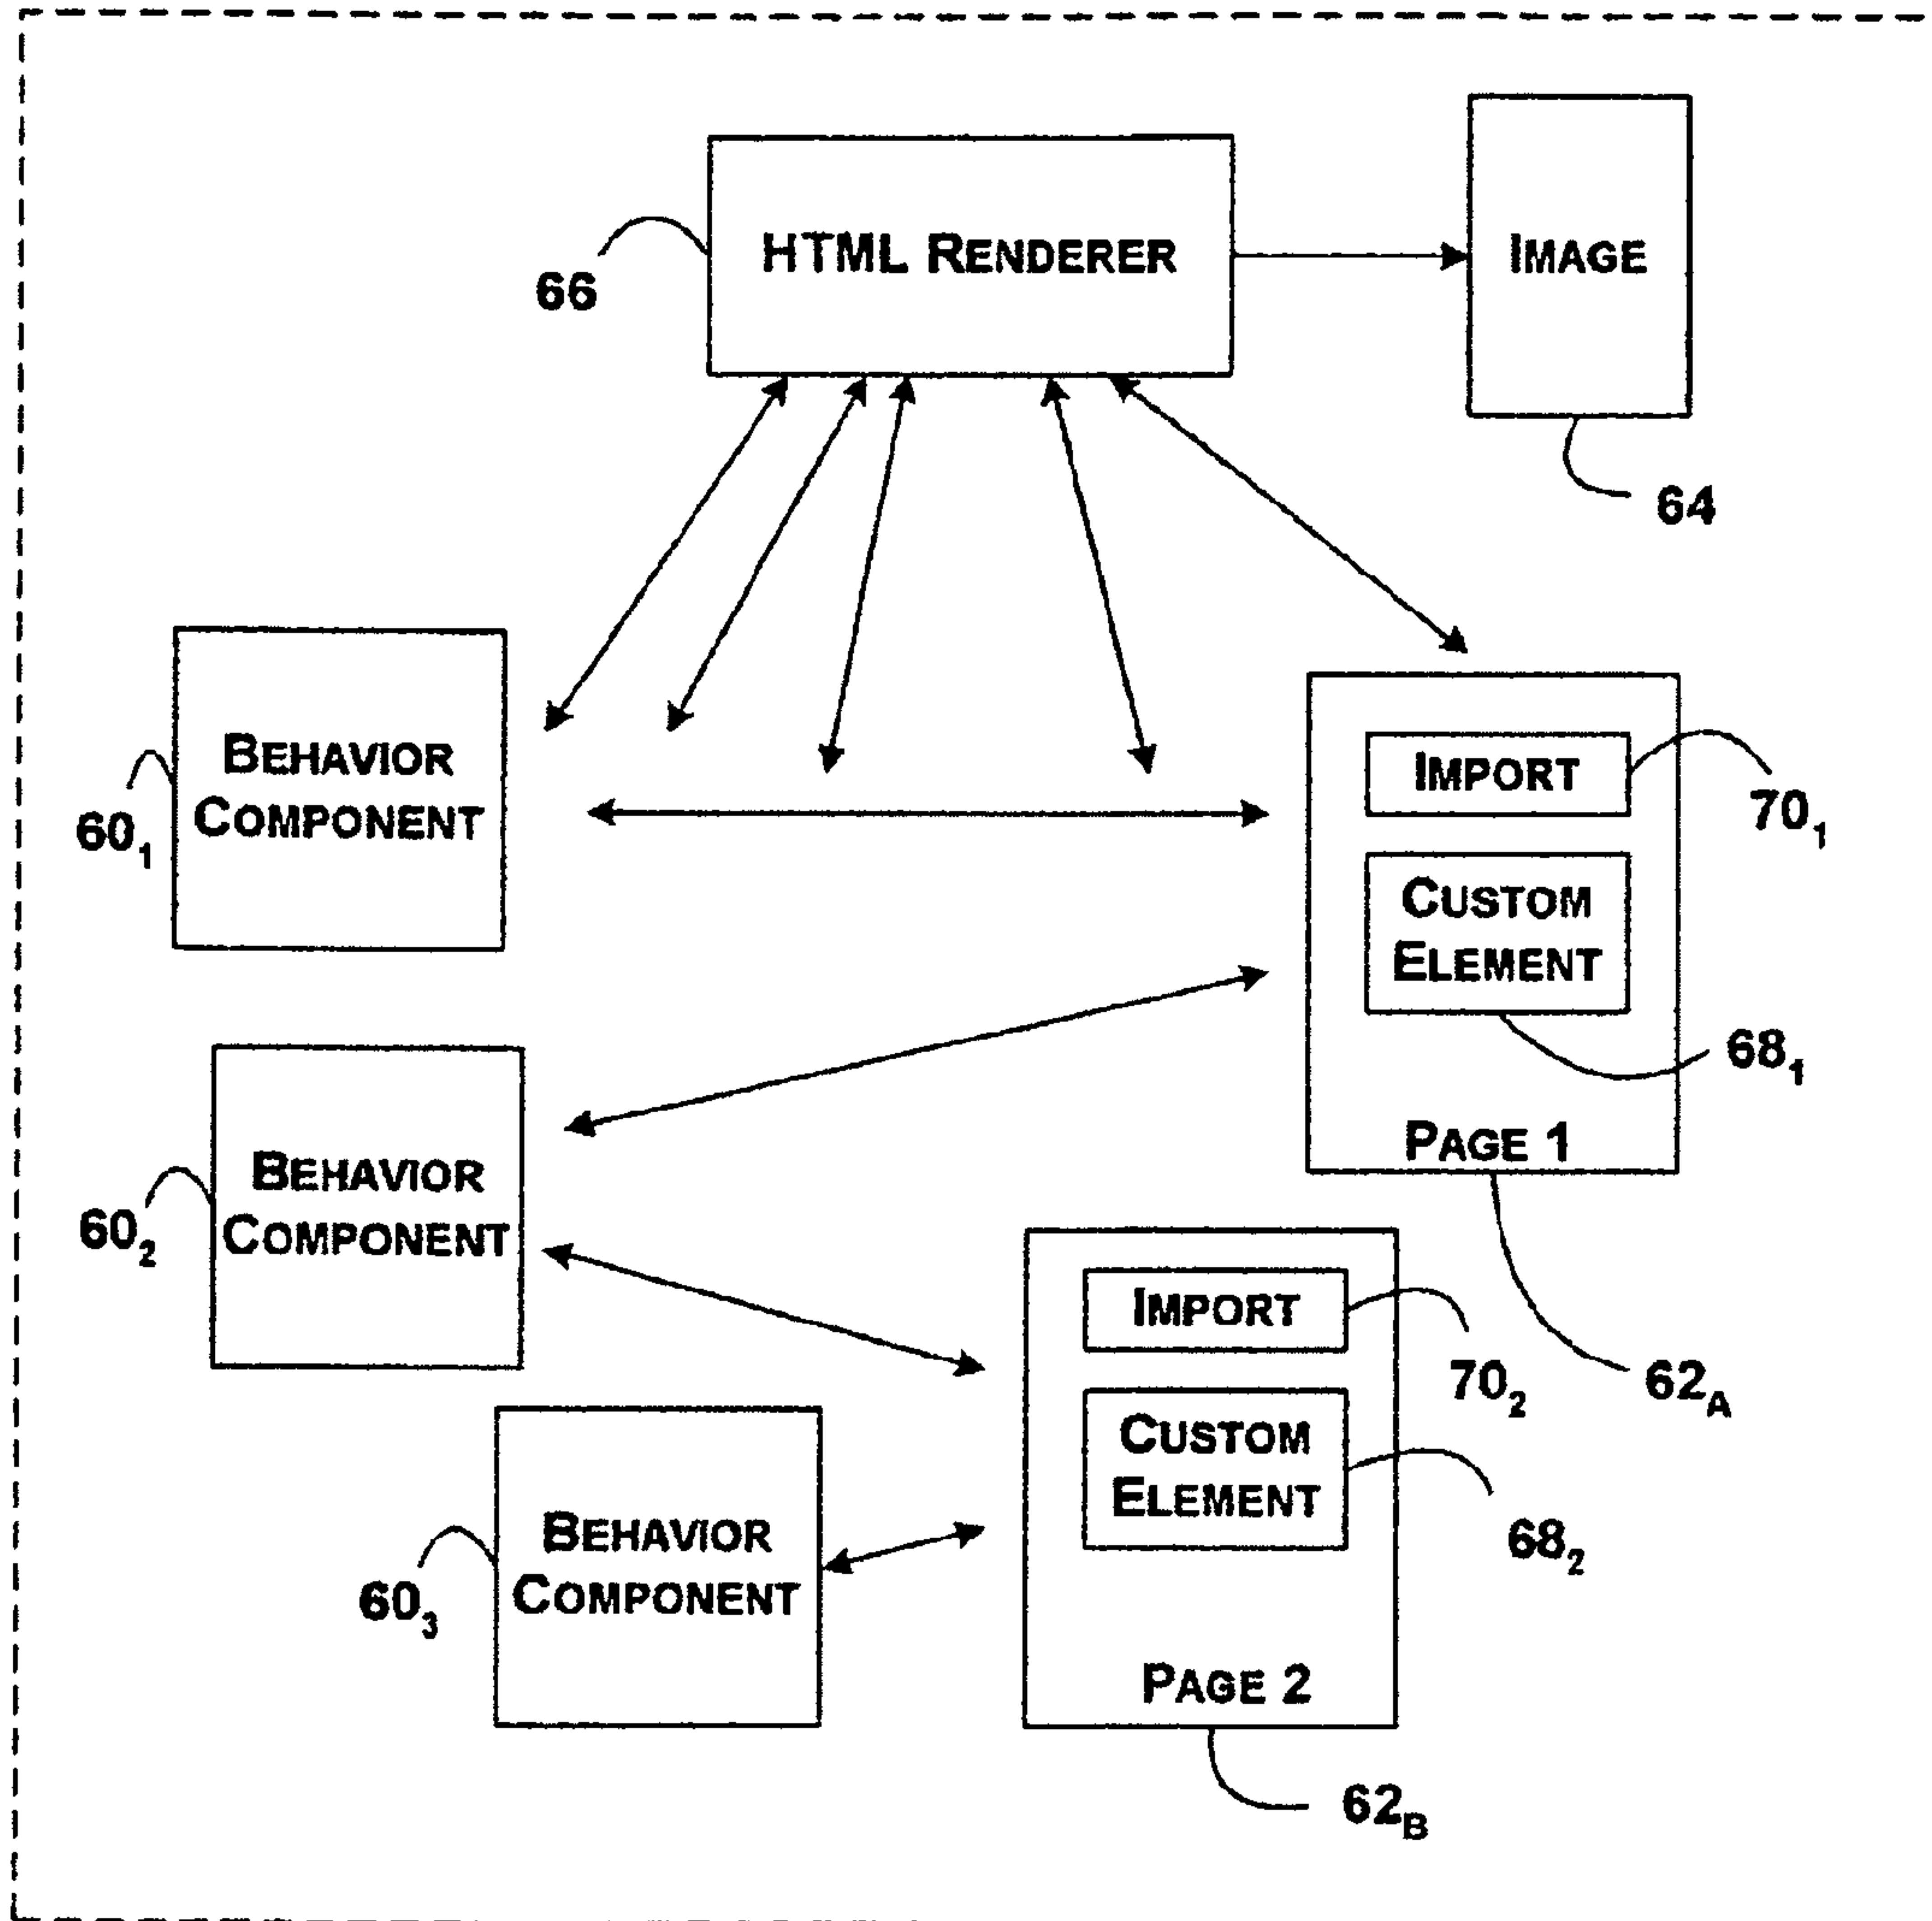 HTML RENDERER
IMAGE
66
64
BEHAVIOR
COMPONENT
60₁
IMPORT
70₁
CUSTOM
ELEMENT
68₁
PAGE 1
62A
BEHAVIOR
COMPONENT
60₂
IMPORT
70₂
CUSTOM
ELEMENT
68₂
PAGE 2
62B
BEHAVIOR
COMPONENT
60₃